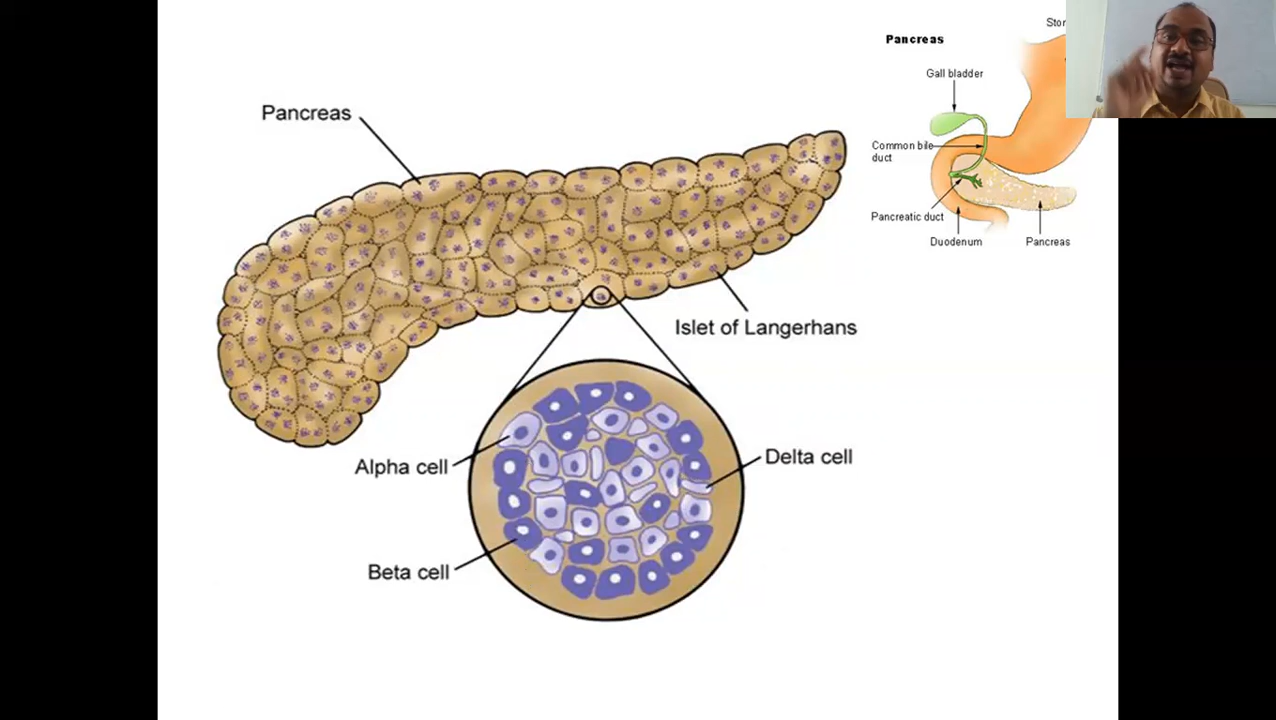 Pancreas
Islet of Langerhans
Alpha cell
Delta cell
Beta cell
Pancreas
Gall bladder
Common bile
duct
Pancreatic duct
Duodenum
Pancreas